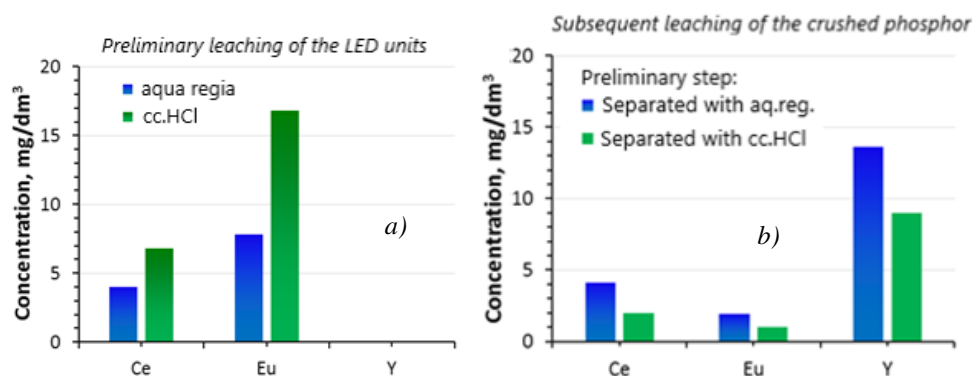 Preliminary leaching of the LED units
Concentration, mg/dm³
20
15
10
5
0
aqua regia
cc.HCl
a)
Ce Eu Y
Subsequent leaching of the crushed phosphor
Concentration, mg/dm³
20
15
10
5
0
Preliminary step:
Separated with aq.reg.
Separated with cc.HCl
b)
Ce Eu Y